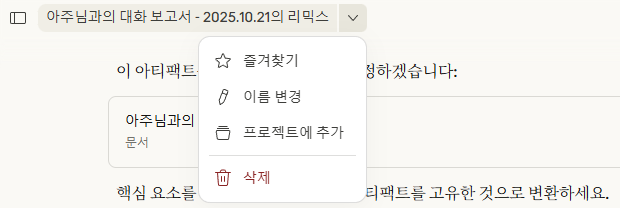 아주님과의 대화 보고서 - 2025.10.21의 리믹스
이 아티팩트
정하겠습니다:
즐겨찾기
이름 변경
프로젝트에 추가
삭제
아주님과의
문서
핵심 요소를
티팩트를 고유한 것으로 변환하세요.